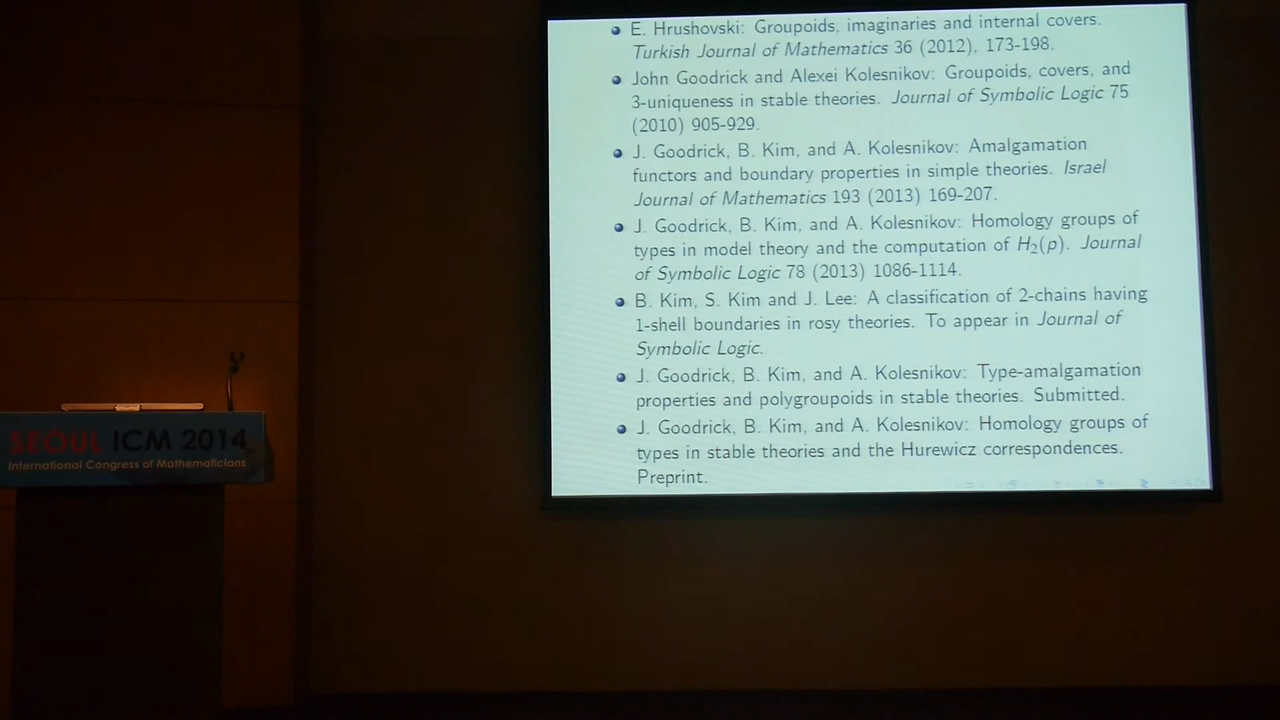 E. Hrushovski: Groupoids, imaginaries and internal covers.
Turkish Journal of Mathematics 36 (2012), 173-198.
John Goodrick and Alexei Kolesnikov: Groupoids, covers, and
3-uniqueness in stable theories. Journal of Symbolic Logic 75
(2010) 905-929.
J. Goodrick, B. Kim, and A. Kolesnikov: Amalgamation
functors and boundary properties in simple theories. Israel
Journal of Mathematics 193 (2013) 169-207.
J. Goodrick, B. Kim, and A. Kolesnikov: Homology groups of
types in model theory and the computation of H₂(p). Journal
of Symbolic Logic 78 (2013) 1086-1114.
B. Kim, S. Kim and J. Lee: A classification of 2-chains having
1-shell boundaries in rosy theories. To appear in Journal of
Symbolic Logic.
J. Goodrick, B. Kim, and A. Kolesnikov: Type-amalgamation
properties and polygroupoids in stable theories. Submitted.
J. Goodrick, B. Kim, and A. Kolesnikov: Homology groups of
types in stable theories and the Hurewicz correspondences.
Preprint.
SEOUL ICM 2014
International Congress of Mathematicians